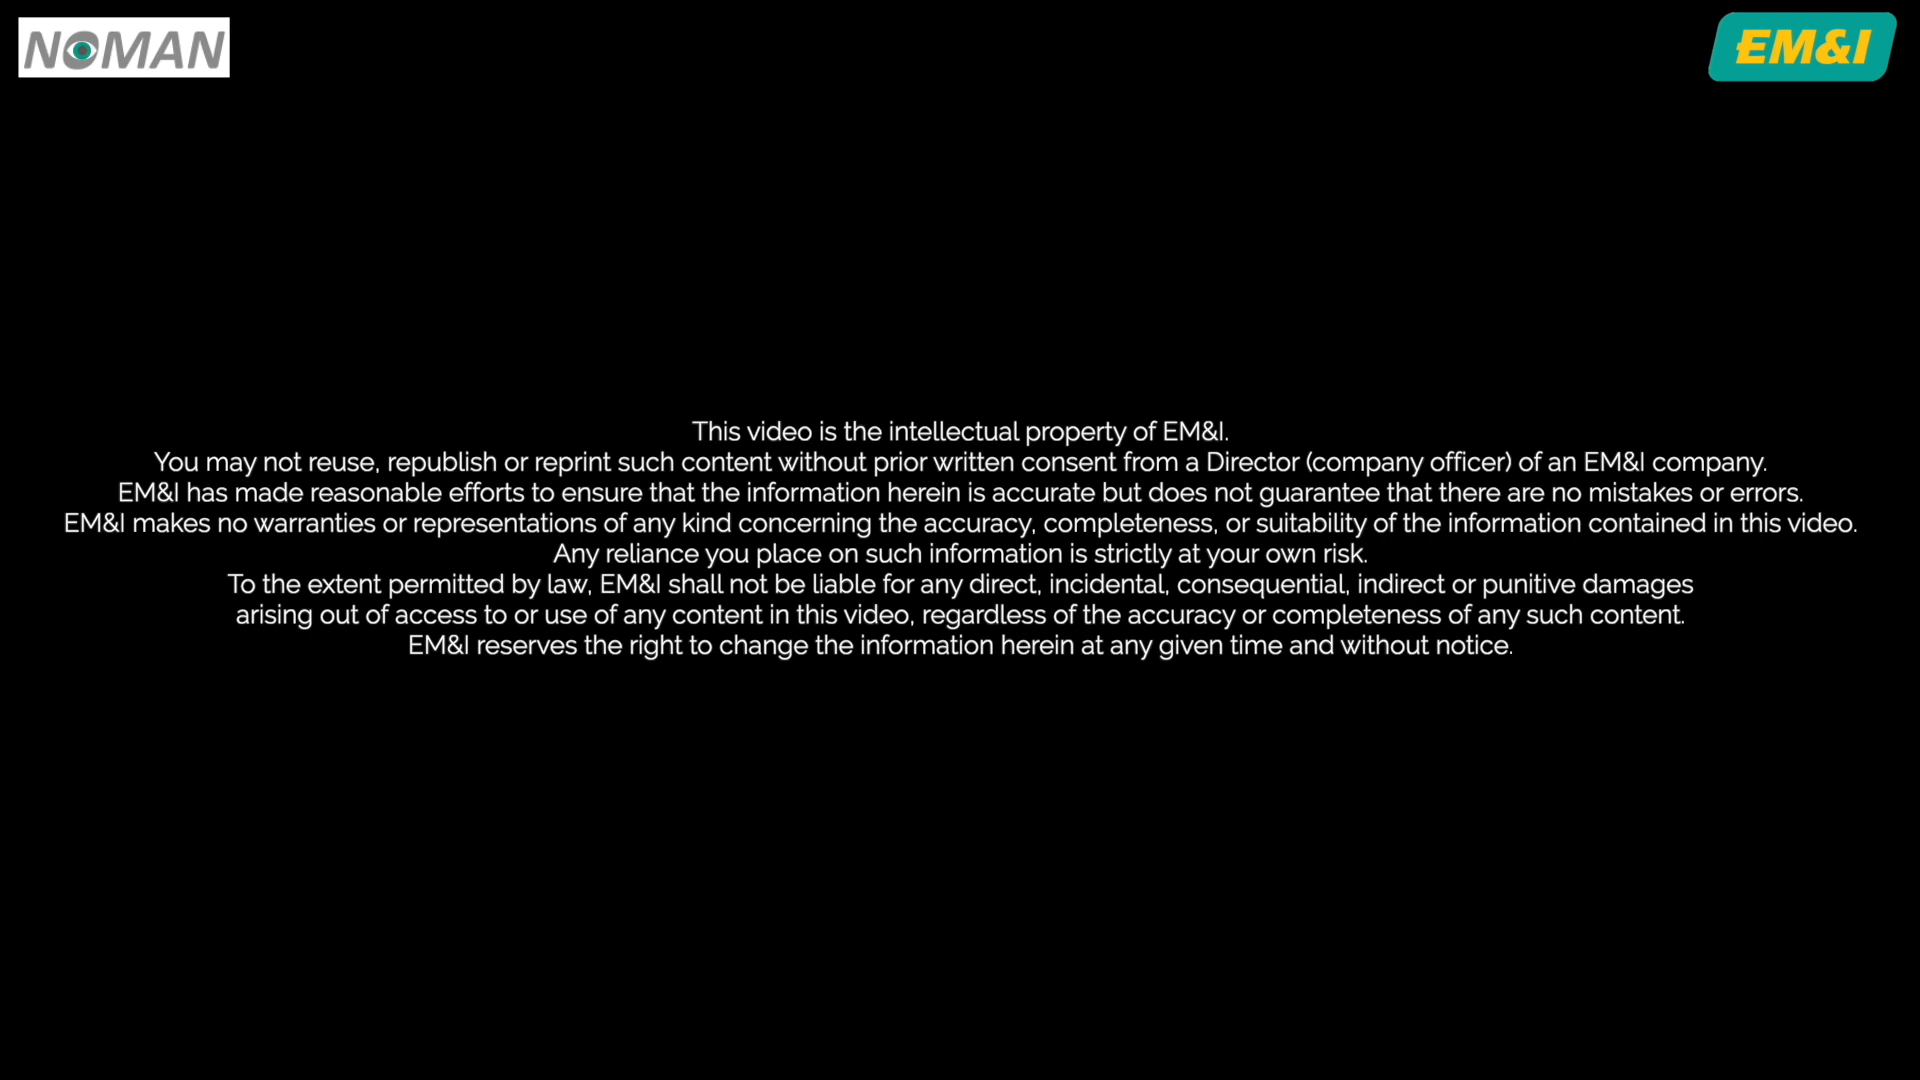 NOMAN
EM&I
This video is the intellectual property of EM&I.
You may not reuse, republish or reprint such content without prior written consent from a Director (company officer) of an EM&I company.
EM&I has made reasonable efforts to ensure that the information herein is accurate but does not guarantee that there are no mistakes or errors.
EM&I makes no warranties or representations of any kind concerning the accuracy, completeness, or suitability of the information contained in this video.
Any reliance you place on such information is strictly at your own risk.
To the extent permitted by law, EM&I shall not be liable for any direct, incidental, consequential, indirect or punitive damages
arising out of access to or use of any content in this video, regardless of the accuracy or completeness of any such content.
EM&I reserves the right to change the information herein at any given time and without notice.